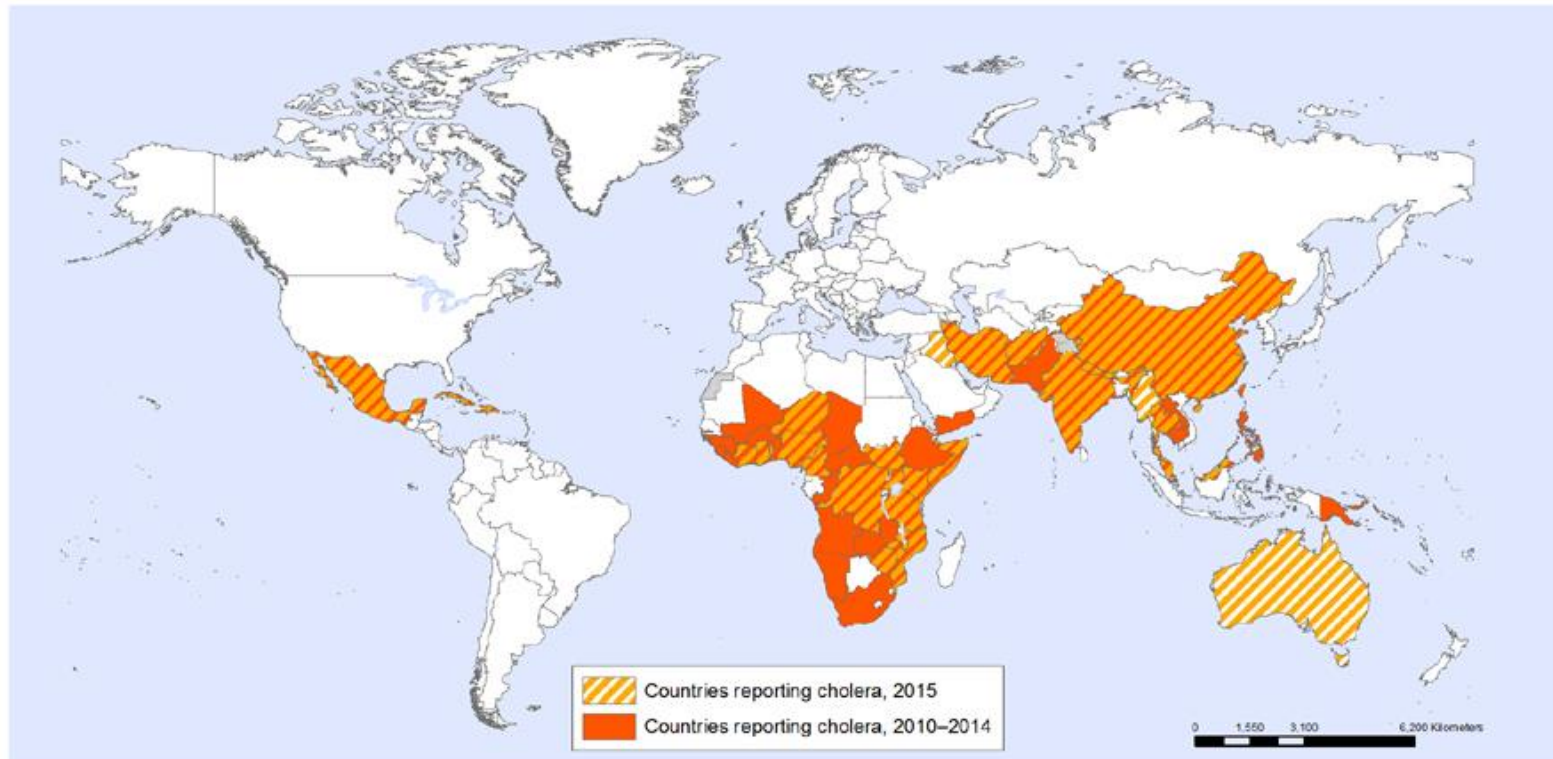 Countries reporting cholera, 2015
Countries reporting cholera, 2010–2014
0 1,550 3,100 6,200 Kilometers